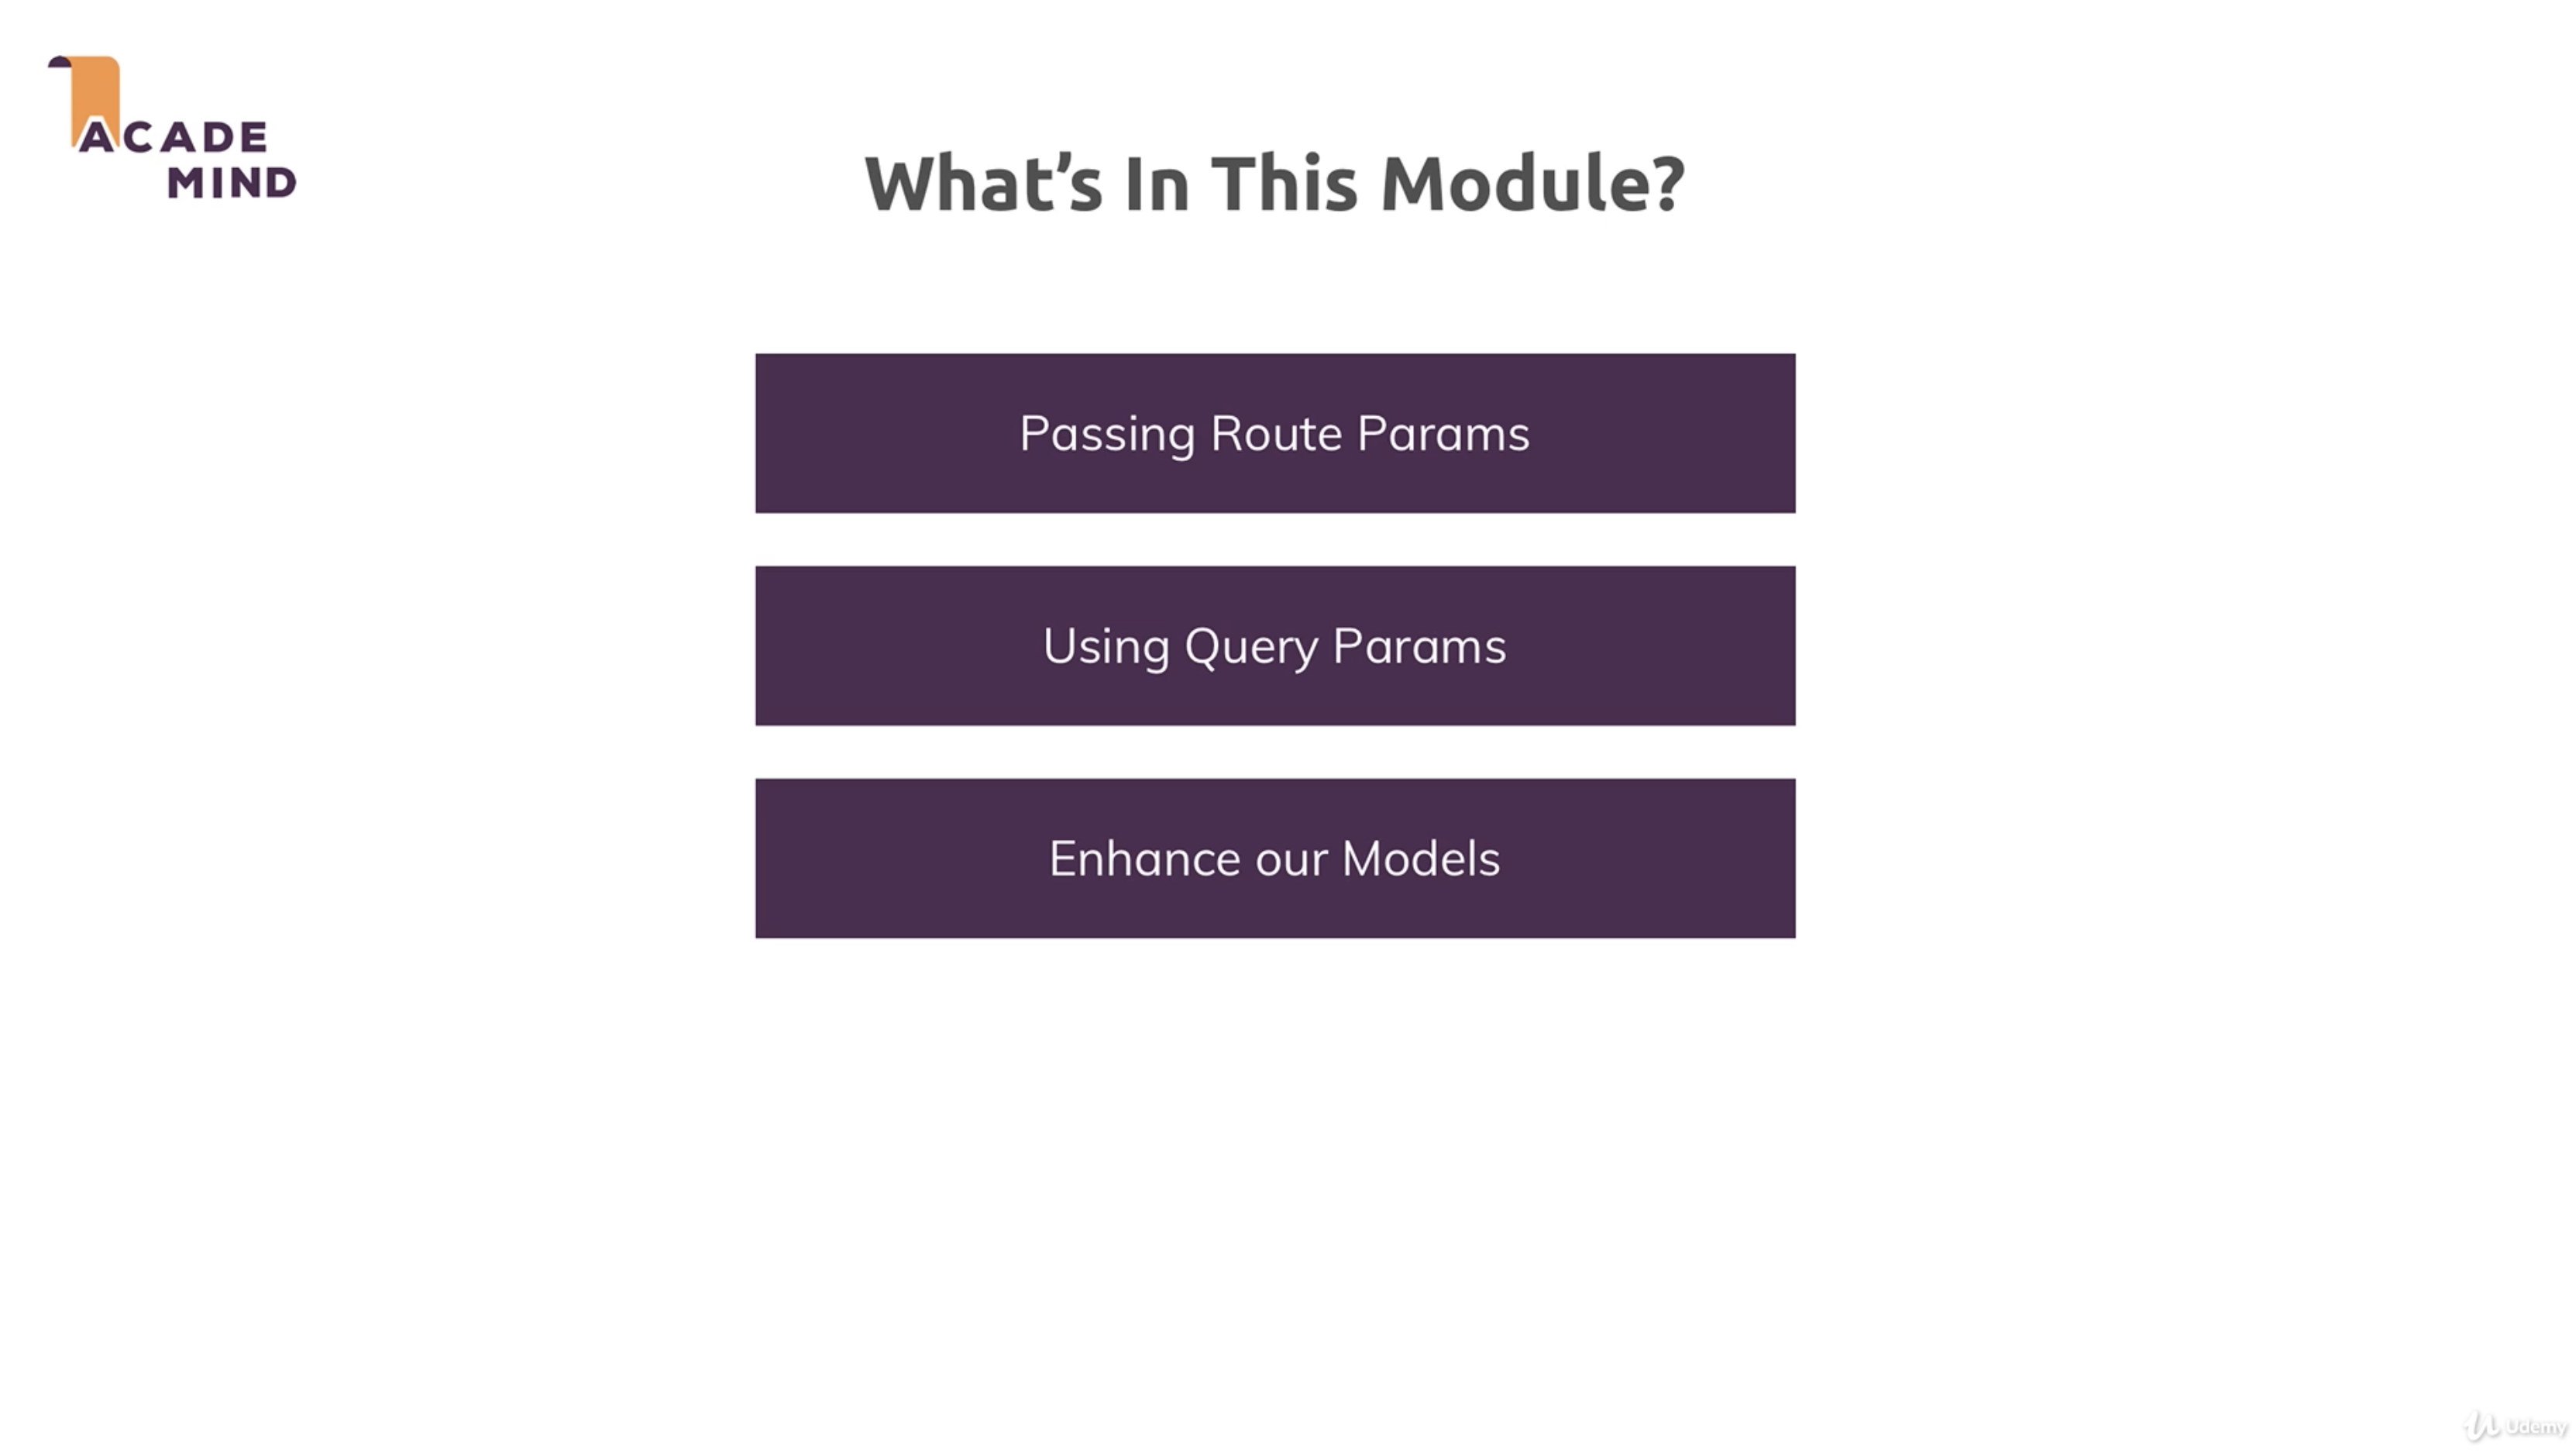 ACADE
MIND
What’s In This Module?
Passing Route Params
Using Query Params
Enhance our Models
Udemy